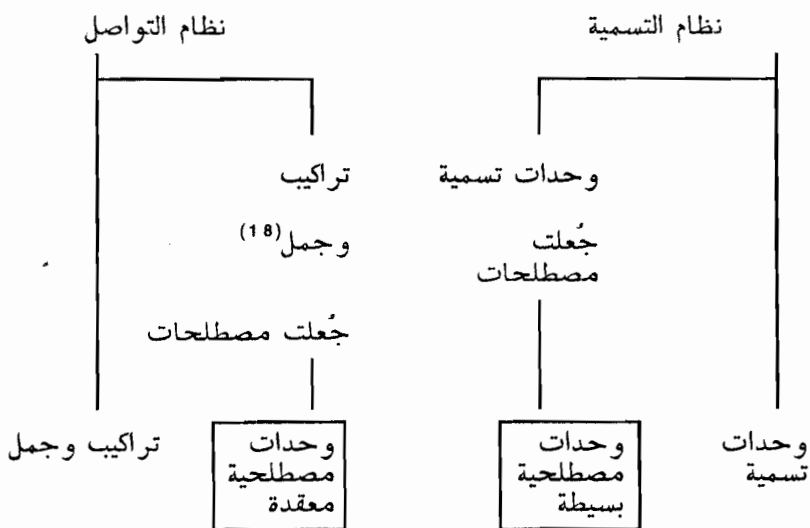 نظام التسمية
نظام التواصل
وحدات تسمية
جُعلت
مصطلحات
تراكيب
وجمل(18)
جُعلت مصطلحات
وحدات
تسمية
وحدات
مصطلحية
بسيطة
وحدات
مصطلحية
معقدة
تراكيب وجمل